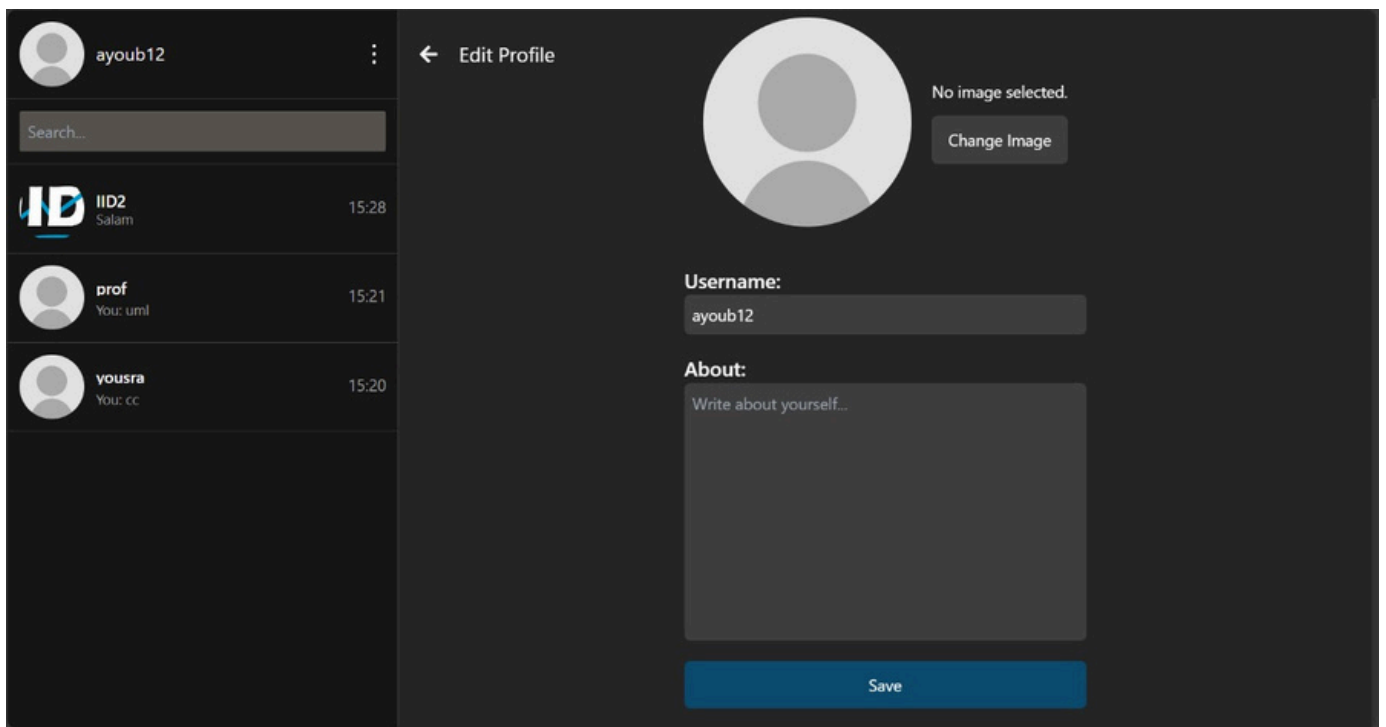 ayoub12
Search...
IID2
Salam
15:28
prof
You: uml
15:21
yousra
You: cc
15:20
Edit Profile
No image selected.
Change Image
Username:
ayoub12
About:
Write about yourself...
Save